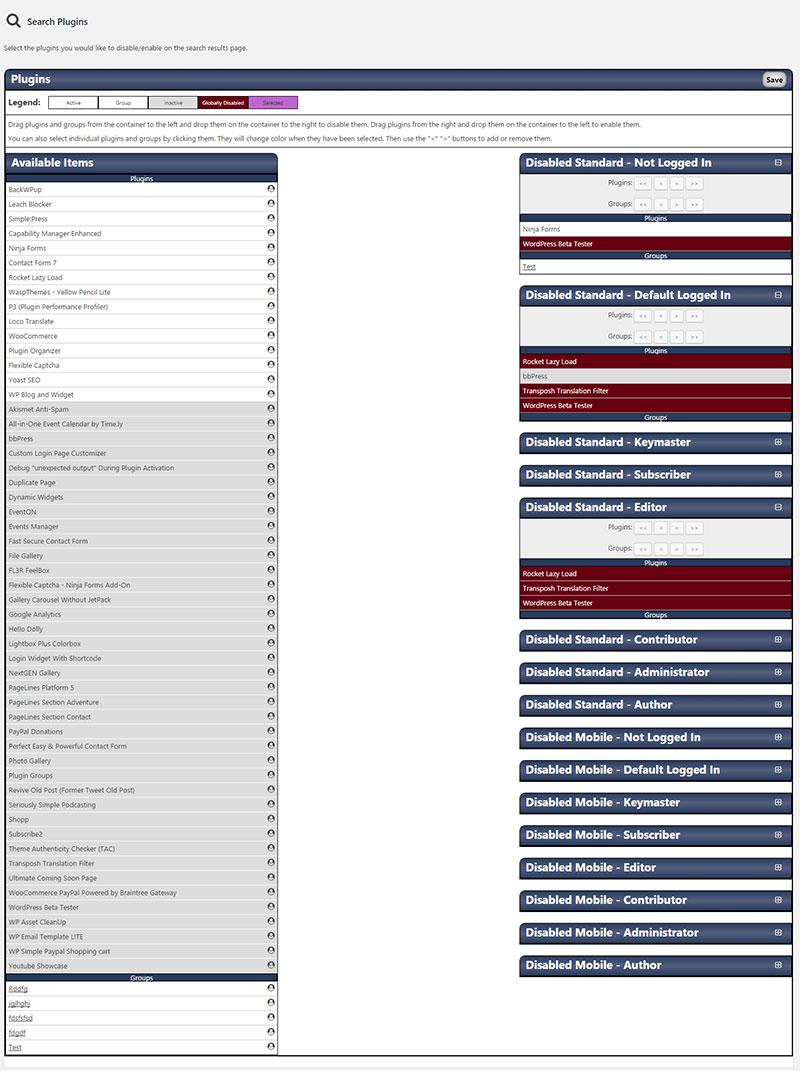 Search Plugins
Select the plugins you would like to disable/enable on the search results page.
Plugins
Save
Legend:
Active
Group
Inactive
Globally Disabled
Selected
Drag plugins and groups from the container to the left and drop them on the container to the right to disable them. Drag plugins from the right and drop them on the container to the left to enable them.
You can also select individual plugins and groups by clicking them. They will change color when they have been selected. Then use the "<" ">" buttons to add or remove them.
Available Items
Plugins
BackWPup
Leach Blocker
Simple:Press
Capability Manager Enhanced
Ninja Forms
Contact Form 7
Rocket Lazy Load
WaspThemes - Yellow Pencil Lite
P3 (Plugin Performance Profiler)
Loco Translate
WooCommerce
Plugin Organizer
Flexible Captcha
Yoast SEO
WP Blog and Widget
Akismet Anti-Spam
All-in-One Event Calendar by Time.ly
bbPress
Custom Login Page Customizer
Debug "unexpected output" During Plugin Activation
Duplicate Page
Dynamic Widgets
EventON
Events Manager
Fast Secure Contact Form
File Gallery
FL3R FeelBox
Flexible Captcha - Ninja Forms Add-On
Gallery Carousel Without JetPack
Google Analytics
Hello Dolly
Lightbox Plus Colorbox
Login Widget With Shortcode
NextGEN Gallery
PageLines Platform 5
PageLines Section Adventure
PageLines Section Contact
PayPal Donations
Perfect Easy & Powerful Contact Form
Photo Gallery
Plugin Groups
Revive Old Post (Former Tweet Old Post)
Seriously Simple Podcasting
Shopp
Subscribe2
Theme Authenticity Checker (TAC)
Transposh Translation Filter
Ultimate Coming Soon Page
WooCommerce PayPal Powered by Braintree Gateway
WordPress Beta Tester
WP Asset CleanUp
WP Email Template LITE
WP Simple Paypal Shopping cart
Youtube Showcase
Groups
Rddfg
jgjhghj
fdsfsfsd
fdgdf
Test
Disabled Standard - Not Logged In
Plugins: << < > >>
Groups: << < > >>
Plugins
Ninja Forms
WordPress Beta Tester
Groups
Test
Disabled Standard - Default Logged In
Plugins: << < > >>
Groups: << < > >>
Plugins
Rocket Lazy Load
bbPress
Transposh Translation Filter
WordPress Beta Tester
Groups
Disabled Standard - Keymaster
Disabled Standard - Subscriber
Disabled Standard - Editor
Plugins: << < > >>
Groups: << < > >>
Plugins
Rocket Lazy Load
Transposh Translation Filter
WordPress Beta Tester
Groups
Disabled Standard - Contributor
Disabled Standard - Administrator
Disabled Standard - Author
Disabled Mobile - Not Logged In
Disabled Mobile - Default Logged In
Disabled Mobile - Keymaster
Disabled Mobile - Subscriber
Disabled Mobile - Editor
Disabled Mobile - Contributor
Disabled Mobile - Administrator
Disabled Mobile - Author